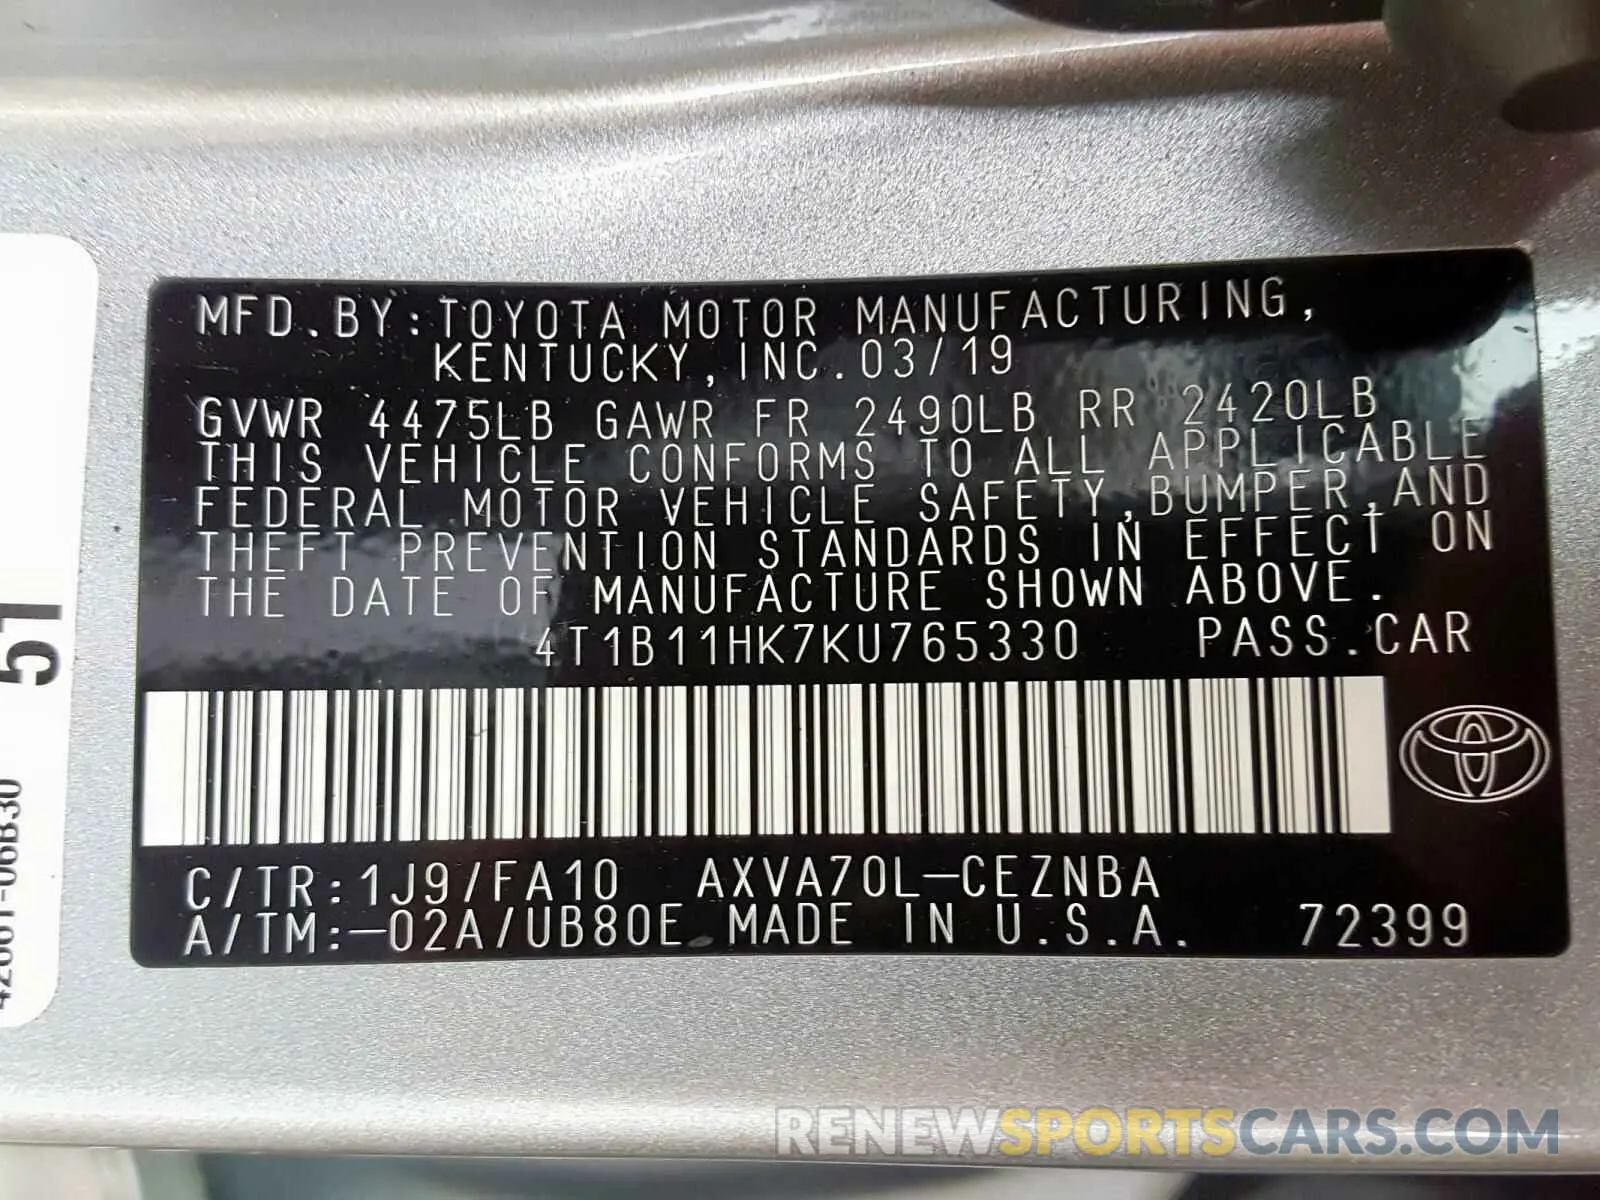 MFD.BY:TOYOTA MOTOR MANUFACTURING,
KENTUCKY,INC.03/19
GVWR 4475LB GAWR FR 2490LB RR 2420LB
THIS VEHICLE CONFORMS TO ALL APPLICABLE
FEDERAL MOTOR VEHICLE SAFETY,BUMPER,AND
THEFT PREVENTION STANDARDS IN EFFECT ON
THE DATE OF MANUFACTURE SHOWN ABOVE.
4T1B11HK7KU765330 PASS.CAR
C/TR:1J9/FA10 AXVA70L-CEZNBA
A/TM:-02A/UB80E MADE IN U.S.A. 72399
51
RENEWSPORTSCARS.COM